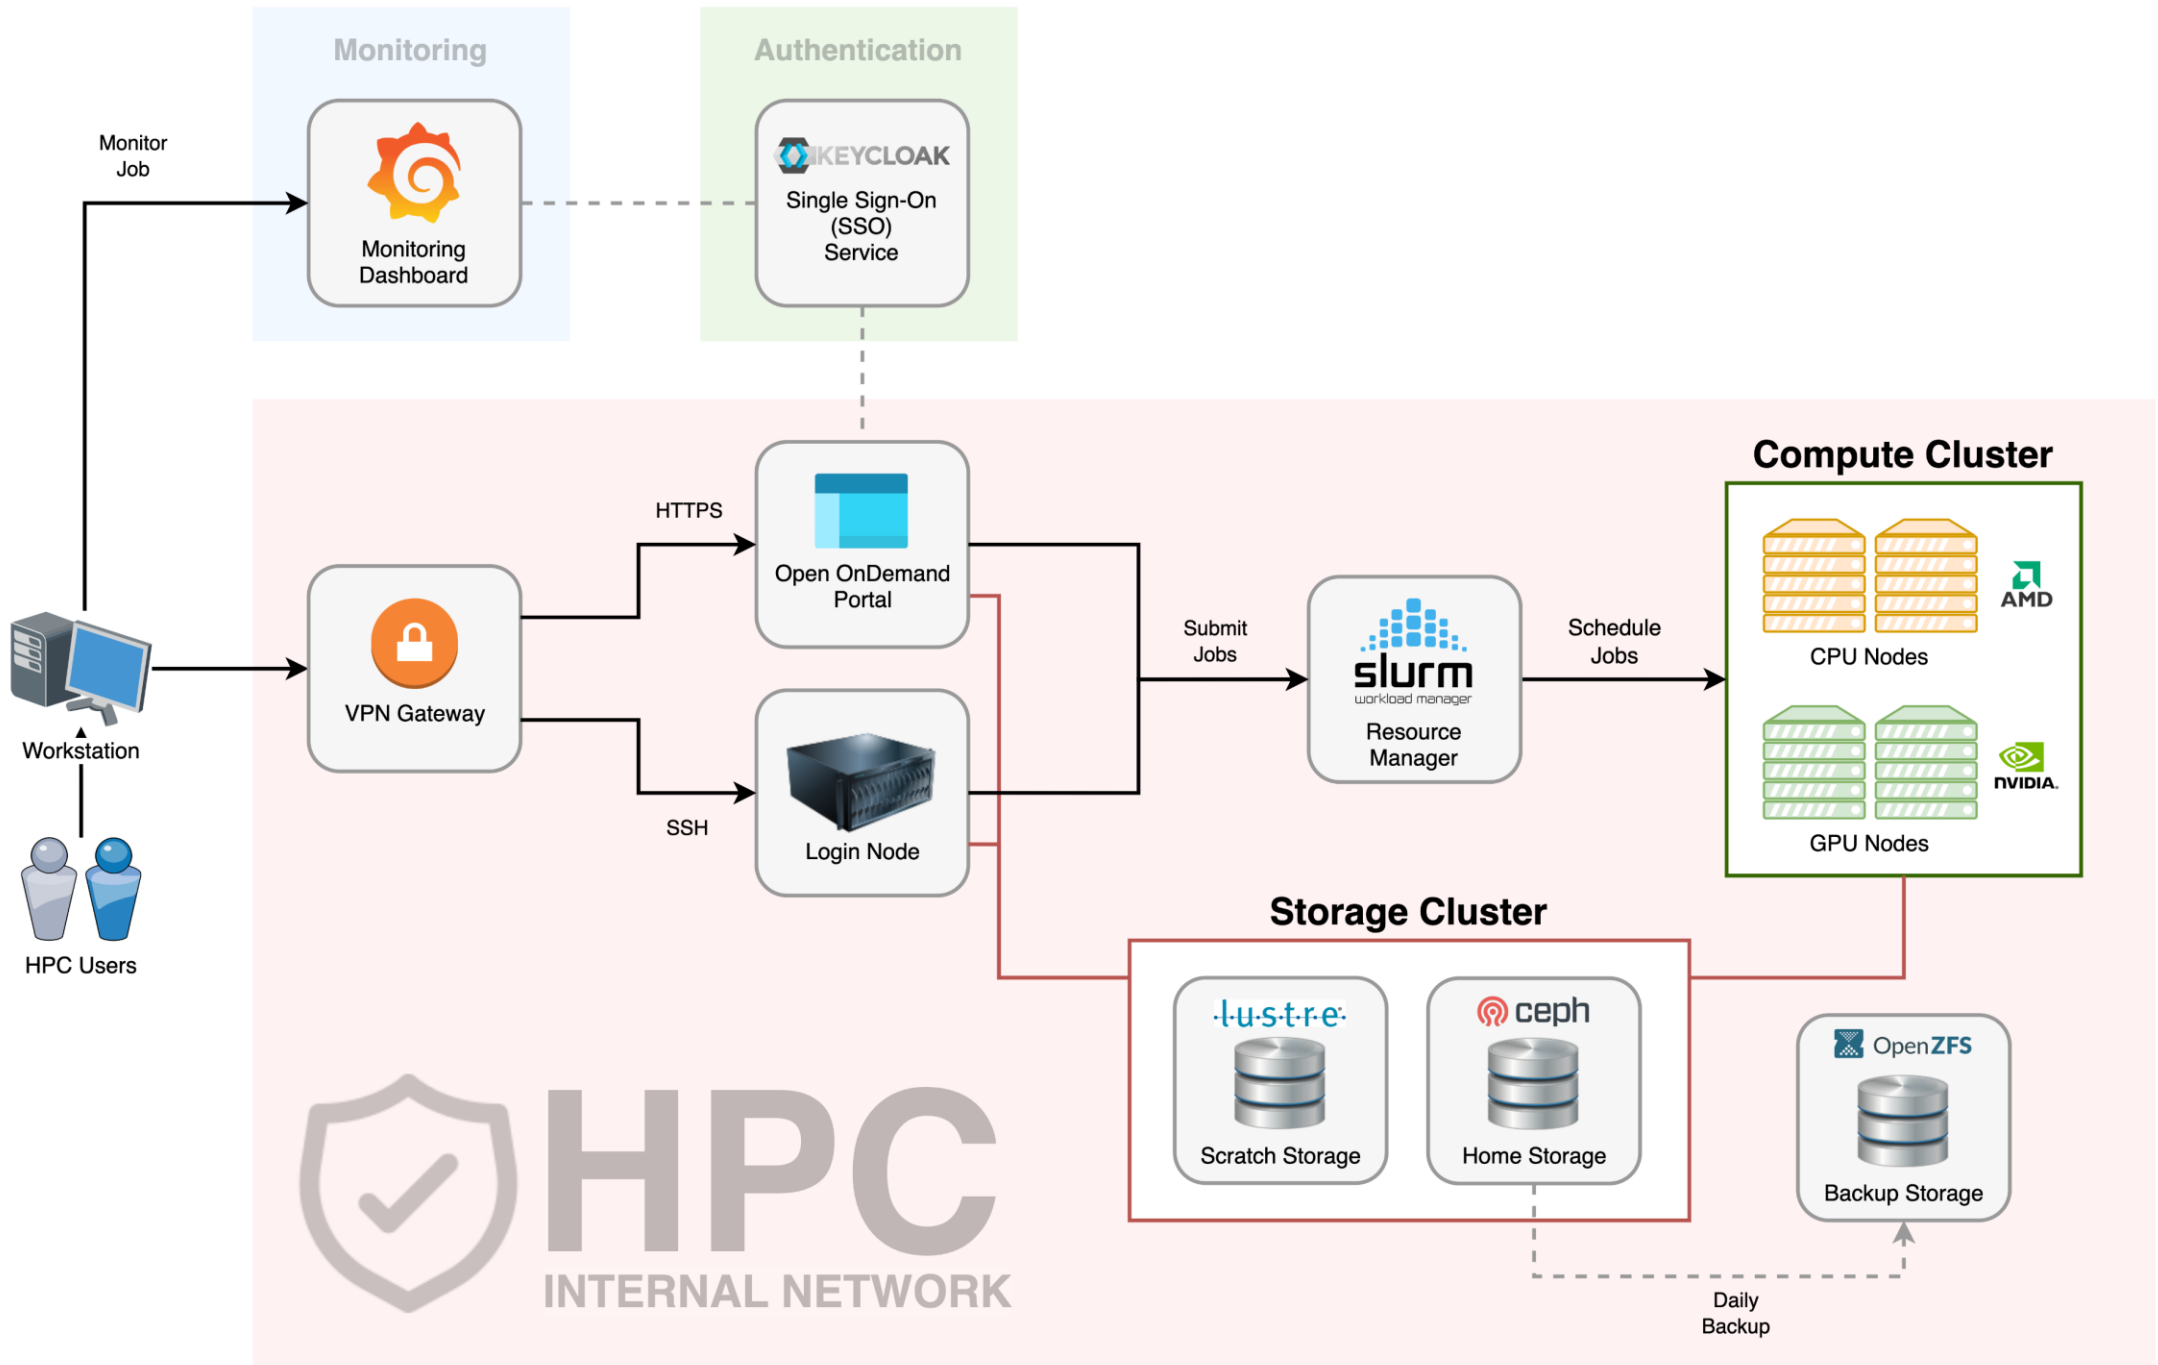 Monitoring
Authentication
Monitor
Job
KEYCLOAK
Single Sign-On
(SSO)
Service
Monitoring
Dashboard
Compute Cluster
HTTPS
Open OnDemand
Portal
AMD
CPU Nodes
Submit
Jobs
Schedule
Jobs
slurm
workload manager
Resource
Manager
VPN Gateway
Workstation
NVIDIA.
SSH
Login Node
GPU Nodes
Storage Cluster
HPC Users
lustre
ceph
OpenZFS
Scratch Storage
Home Storage
Backup Storage
HPC
INTERNAL NETWORK
Daily
Backup